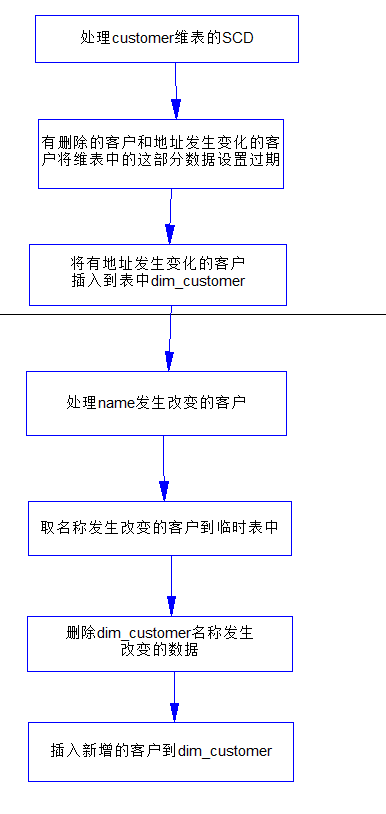 处理customer维表的SCD
有删除的客户和地址发生变化的客
户将维表中的这部分数据设置过期
将有地址发生变化的客户
插入到表中dim_customer
处理name发生改变的客户
取名称发生改变的客户到临时表中
删除dim_customer名称发生
改变的数据
插入新增的客户到dim_customer